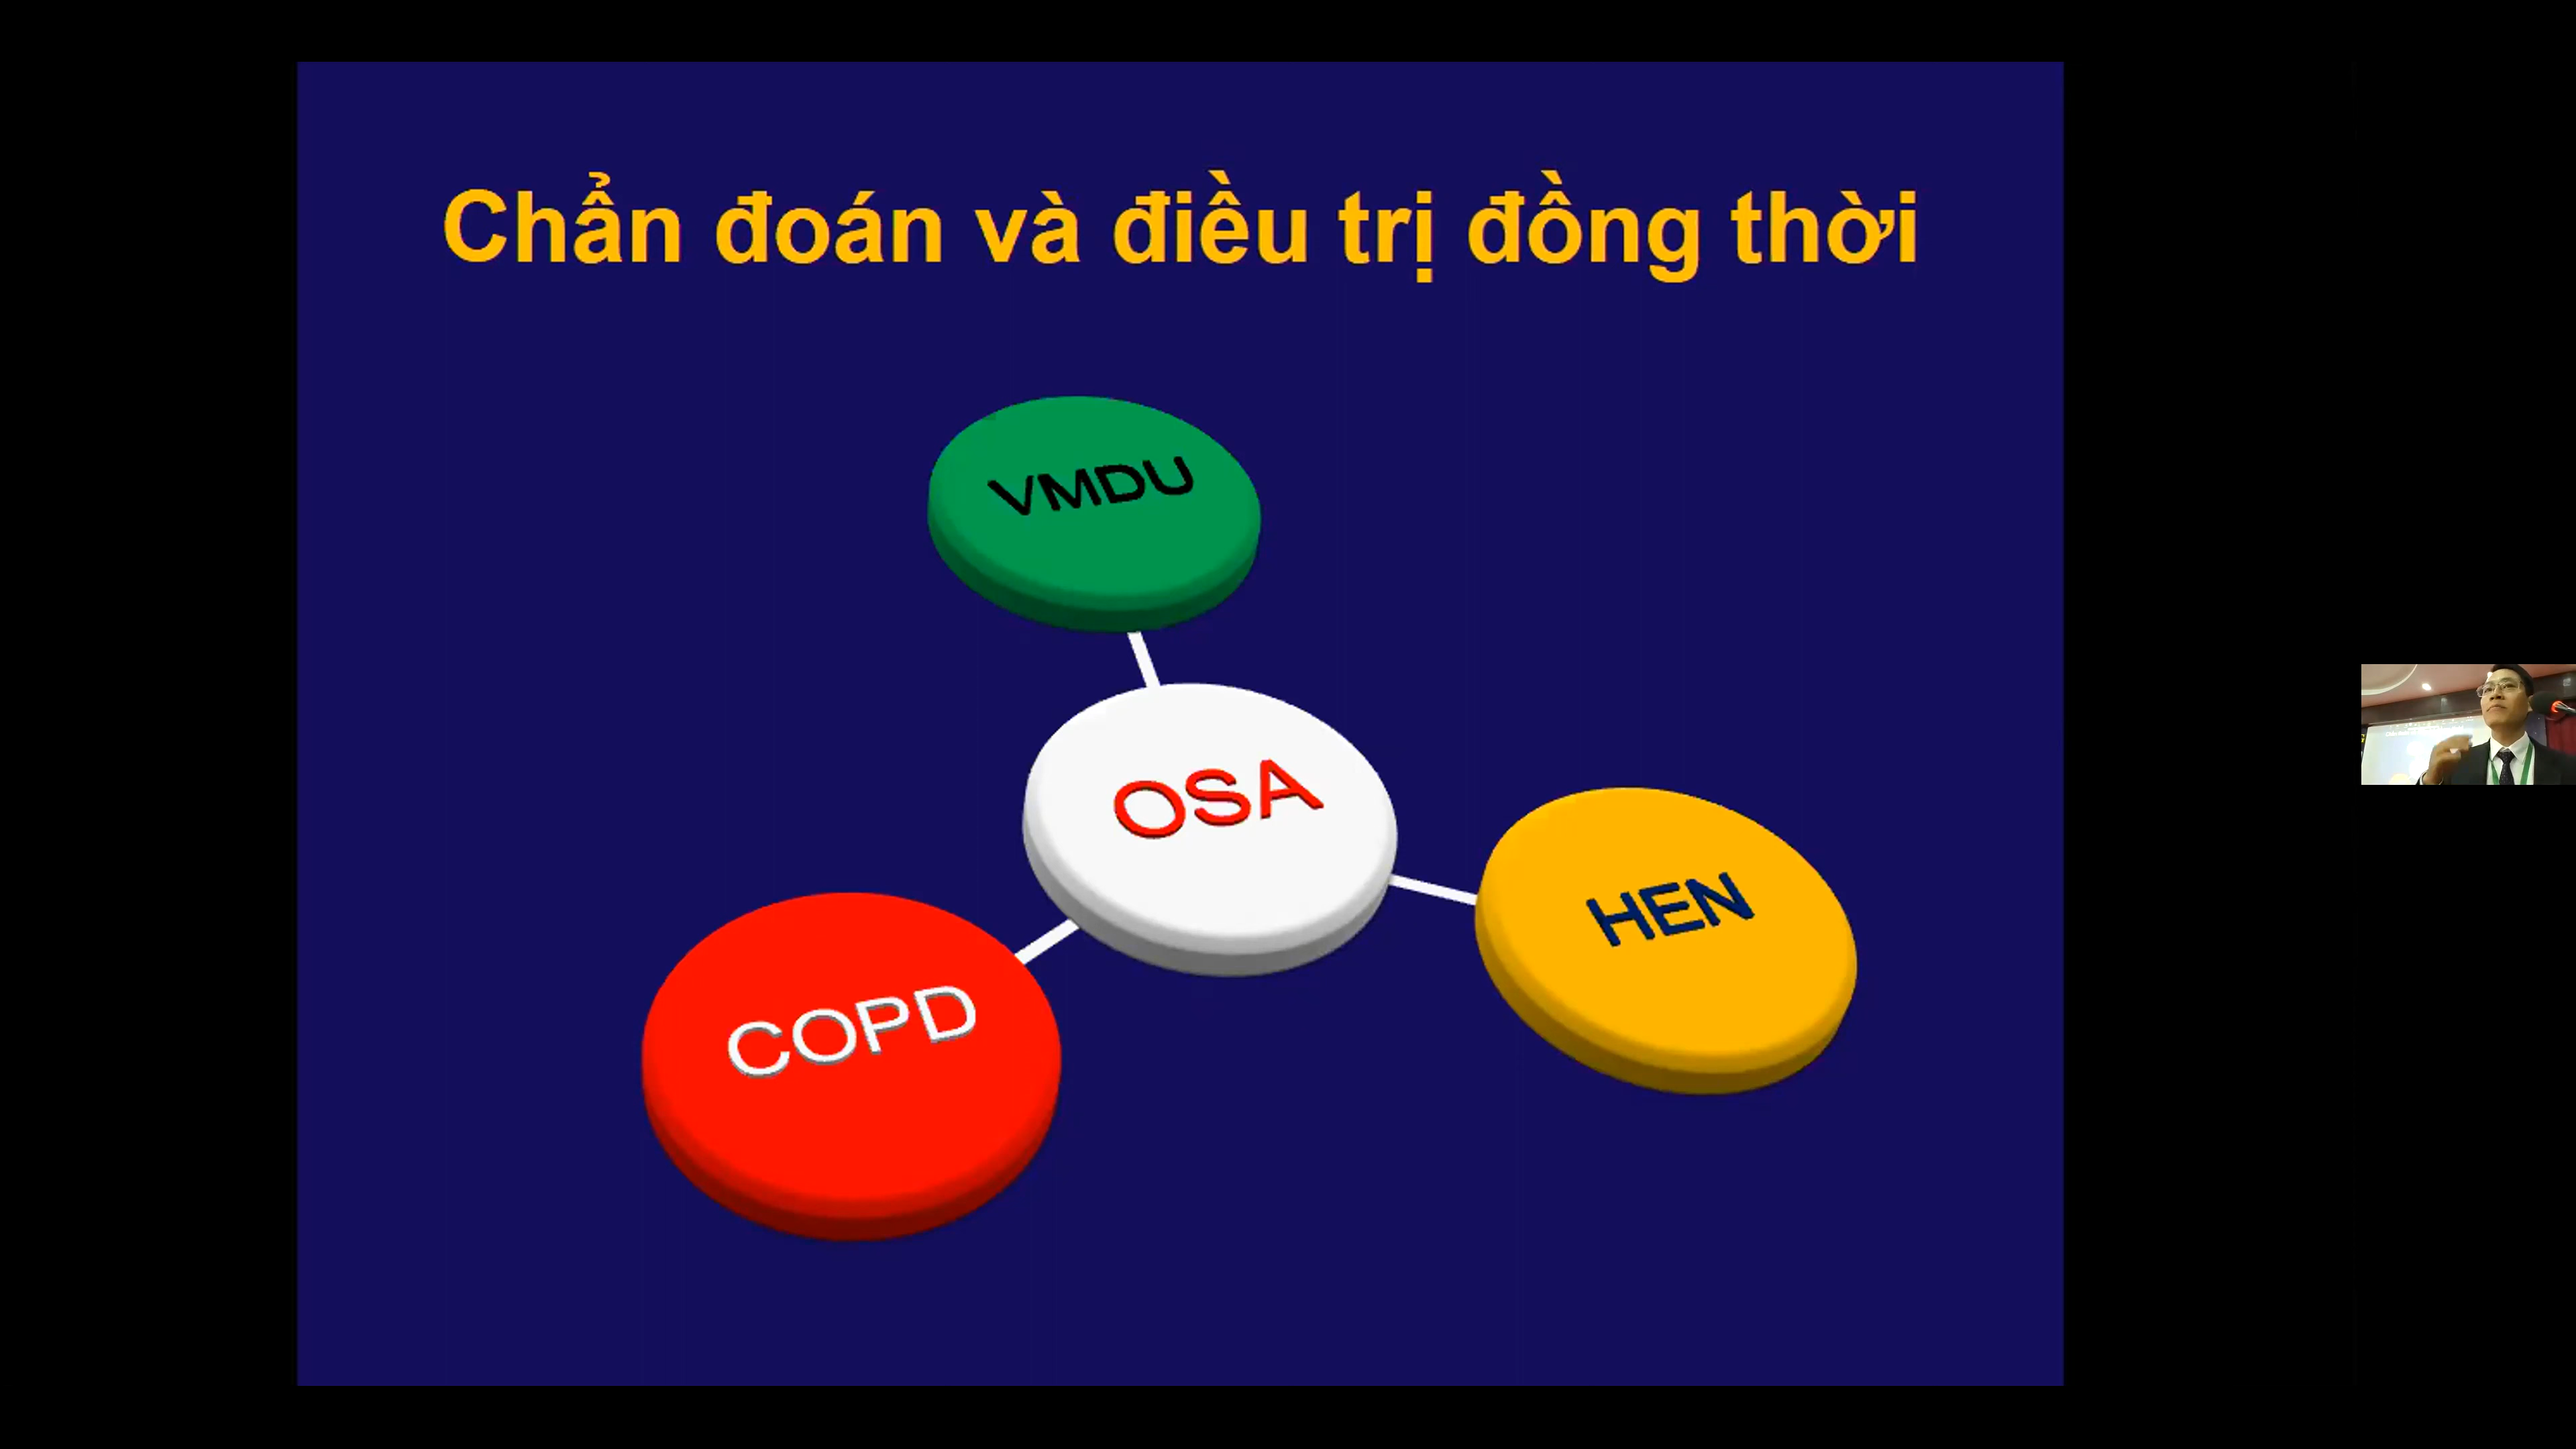 Chẩn đoán và điều trị đồng thời
VMDU
OSA
HEN
COPD